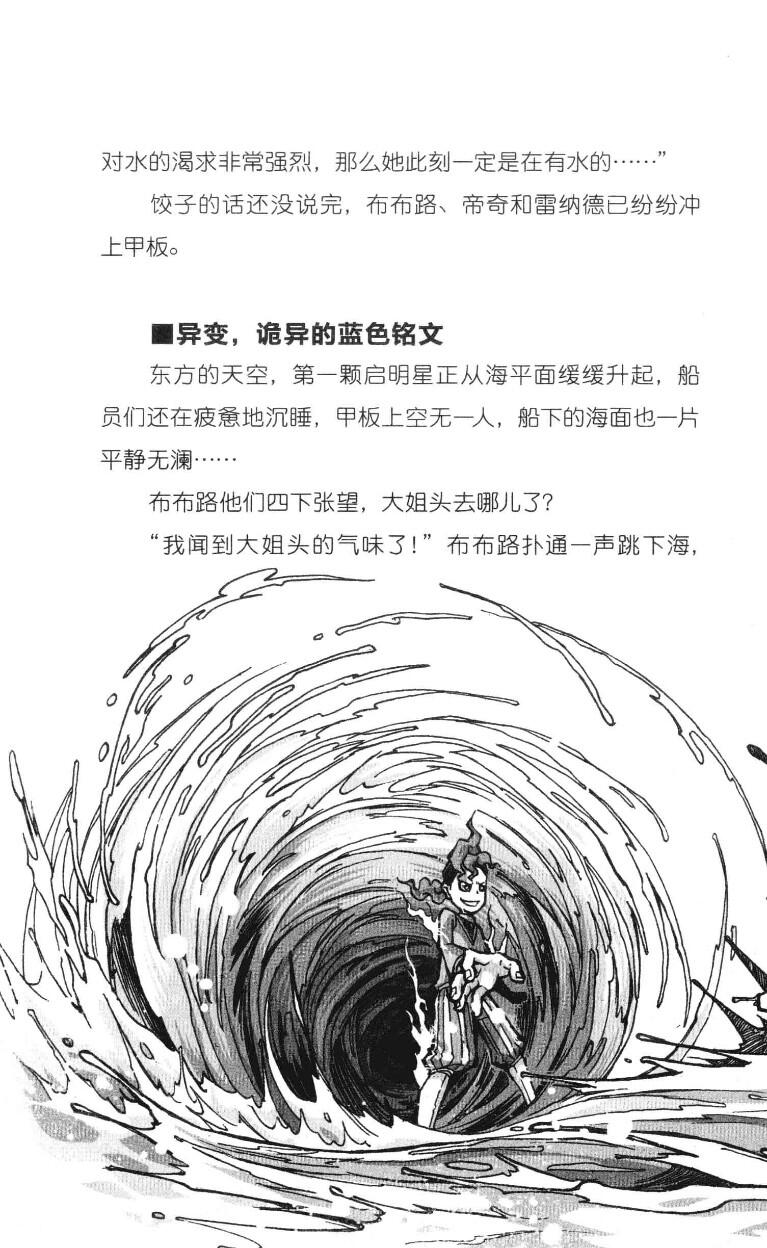 对水的渴求非常强烈，那么她此刻一定是在有水的……”
饺子的话还没说完，布布路、帝奇和雷纳德已纷纷冲
上甲板。
■异变，诡异的蓝色铭文
东方的天空，第一颗启明星正从海平面缓缓升起，船
员们还在疲惫地沉睡，甲板上空无一人，船下的海面也一片
平静无澜……
布布路他们四下张望，大姐头去哪儿了？
“我闻到大姐头的气味了！”布布路扑通一声跳下海，